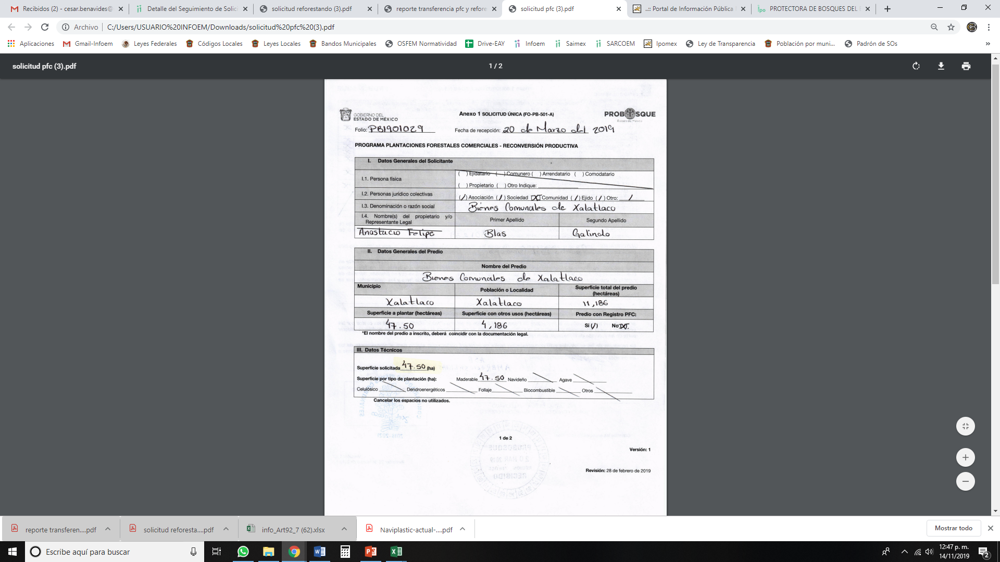 Recibidos (2) - cesar.benavides@
Detalle del Seguimiento de Solici
solicitud reforestando (3).pdf
reporte transferencia pfc y refore
solicitud pfc (3).pdf
..:: Portal de Información Pública
PROTECTORA DE BOSQUES DEL E
Archivo C:/Users/USUARIO%20INFOEM/Downloads/solicitud%20pfc%20(3).pdf
Aplicaciones Gmail-Infoem Leyes Federales Códigos Locales Leyes Locales Bandos Municipales OSFEM Normatividad Drive-EAY Infoem Saimex SARCOEM Ipomex Ley de Transparencia Población por muni... Padrón de SOs »
solicitud pfc (3).pdf 1 / 2
GOBIERNO DEL
ESTADO DE MÉXICO
Anexo 1 SOLICITUD ÚNICA (FO-PB-501-A)
PROBOSQUE
Estado de México
Folio: PB1901029 Fecha de recepción: 20 de Marzo del 2019
PROGRAMA PLANTACIONES FORESTALES COMERCIALES - RECONVERSIÓN PRODUCTIVA
I. Datos Generales del Solicitante
I.1. Persona física
( ) Ejidatario ( ) Comunero ( ) Arrendatario ( ) Comodatario
( ) Propietario ( ) Otro Indique:
I.2. Personas jurídico colectivas
(/) Asociación (/) Sociedad (X) Comunidad (/) Ejido (/) Otro: /
I.3. Denominación o razón social Bienes Comunales de Xalatlaco
I.4. Nombre(s) del propietario y/o
Representante Legal
Primer Apellido Segundo Apellido
Anastacio Felipe Blas Galindo
II. Datos Generales del Predio
Nombre del Predio
Bienes Comunales de Xalatlaco
Municipio Población o Localidad Superficie total del predio
(hectáreas)
Xalatlaco Xalatlaco 11,186
Superficie a plantar (hectáreas) Superficie con otros usos (hectáreas) Predio con Registro PFC:
47.50 4,186 Si (/) No (X).
*El nombre del predio a inscrito, deberá coincidir con la documentación legal.
III. Datos Técnicos
Superficie solicitada 47.50 (ha)
Superficie por tipo de plantación (ha): Maderable 47.50 Navideño Agave
Celulósico Dendroenergéticos Follaje Biocombustible Otros
Cancelar los espacios no utilizados.
1 de 2
Versión: 1
Revisión: 28 de febrero de 2019
reporte transferen....pdf
solicitud reforesta....pdf
info_Art92_7 (62).xlsx
Naviplastic-actual-....pdf
Mostrar todo
Escribe aquí para buscar
12:47 p. m.
14/11/2019
2